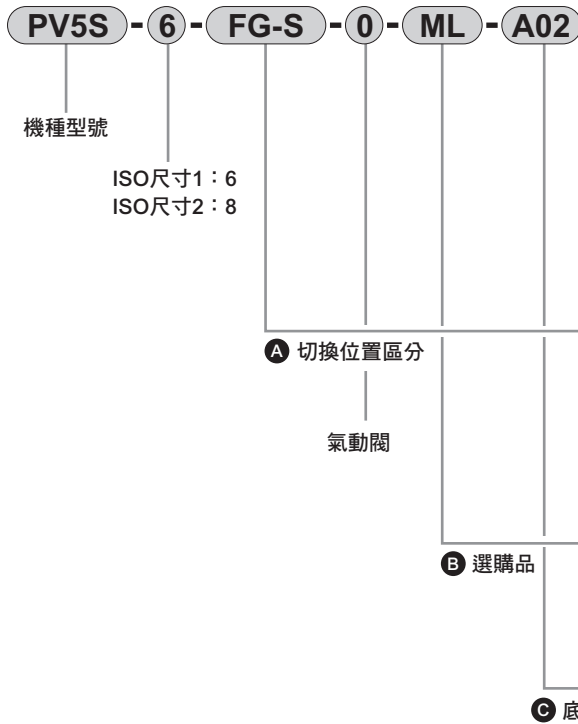 PV5S-6-FG-S-0-ML-A02
機種型號
ISO尺寸1：6
ISO尺寸2：8
A 切換位置區分
氣動閥
B 選購品
C 底